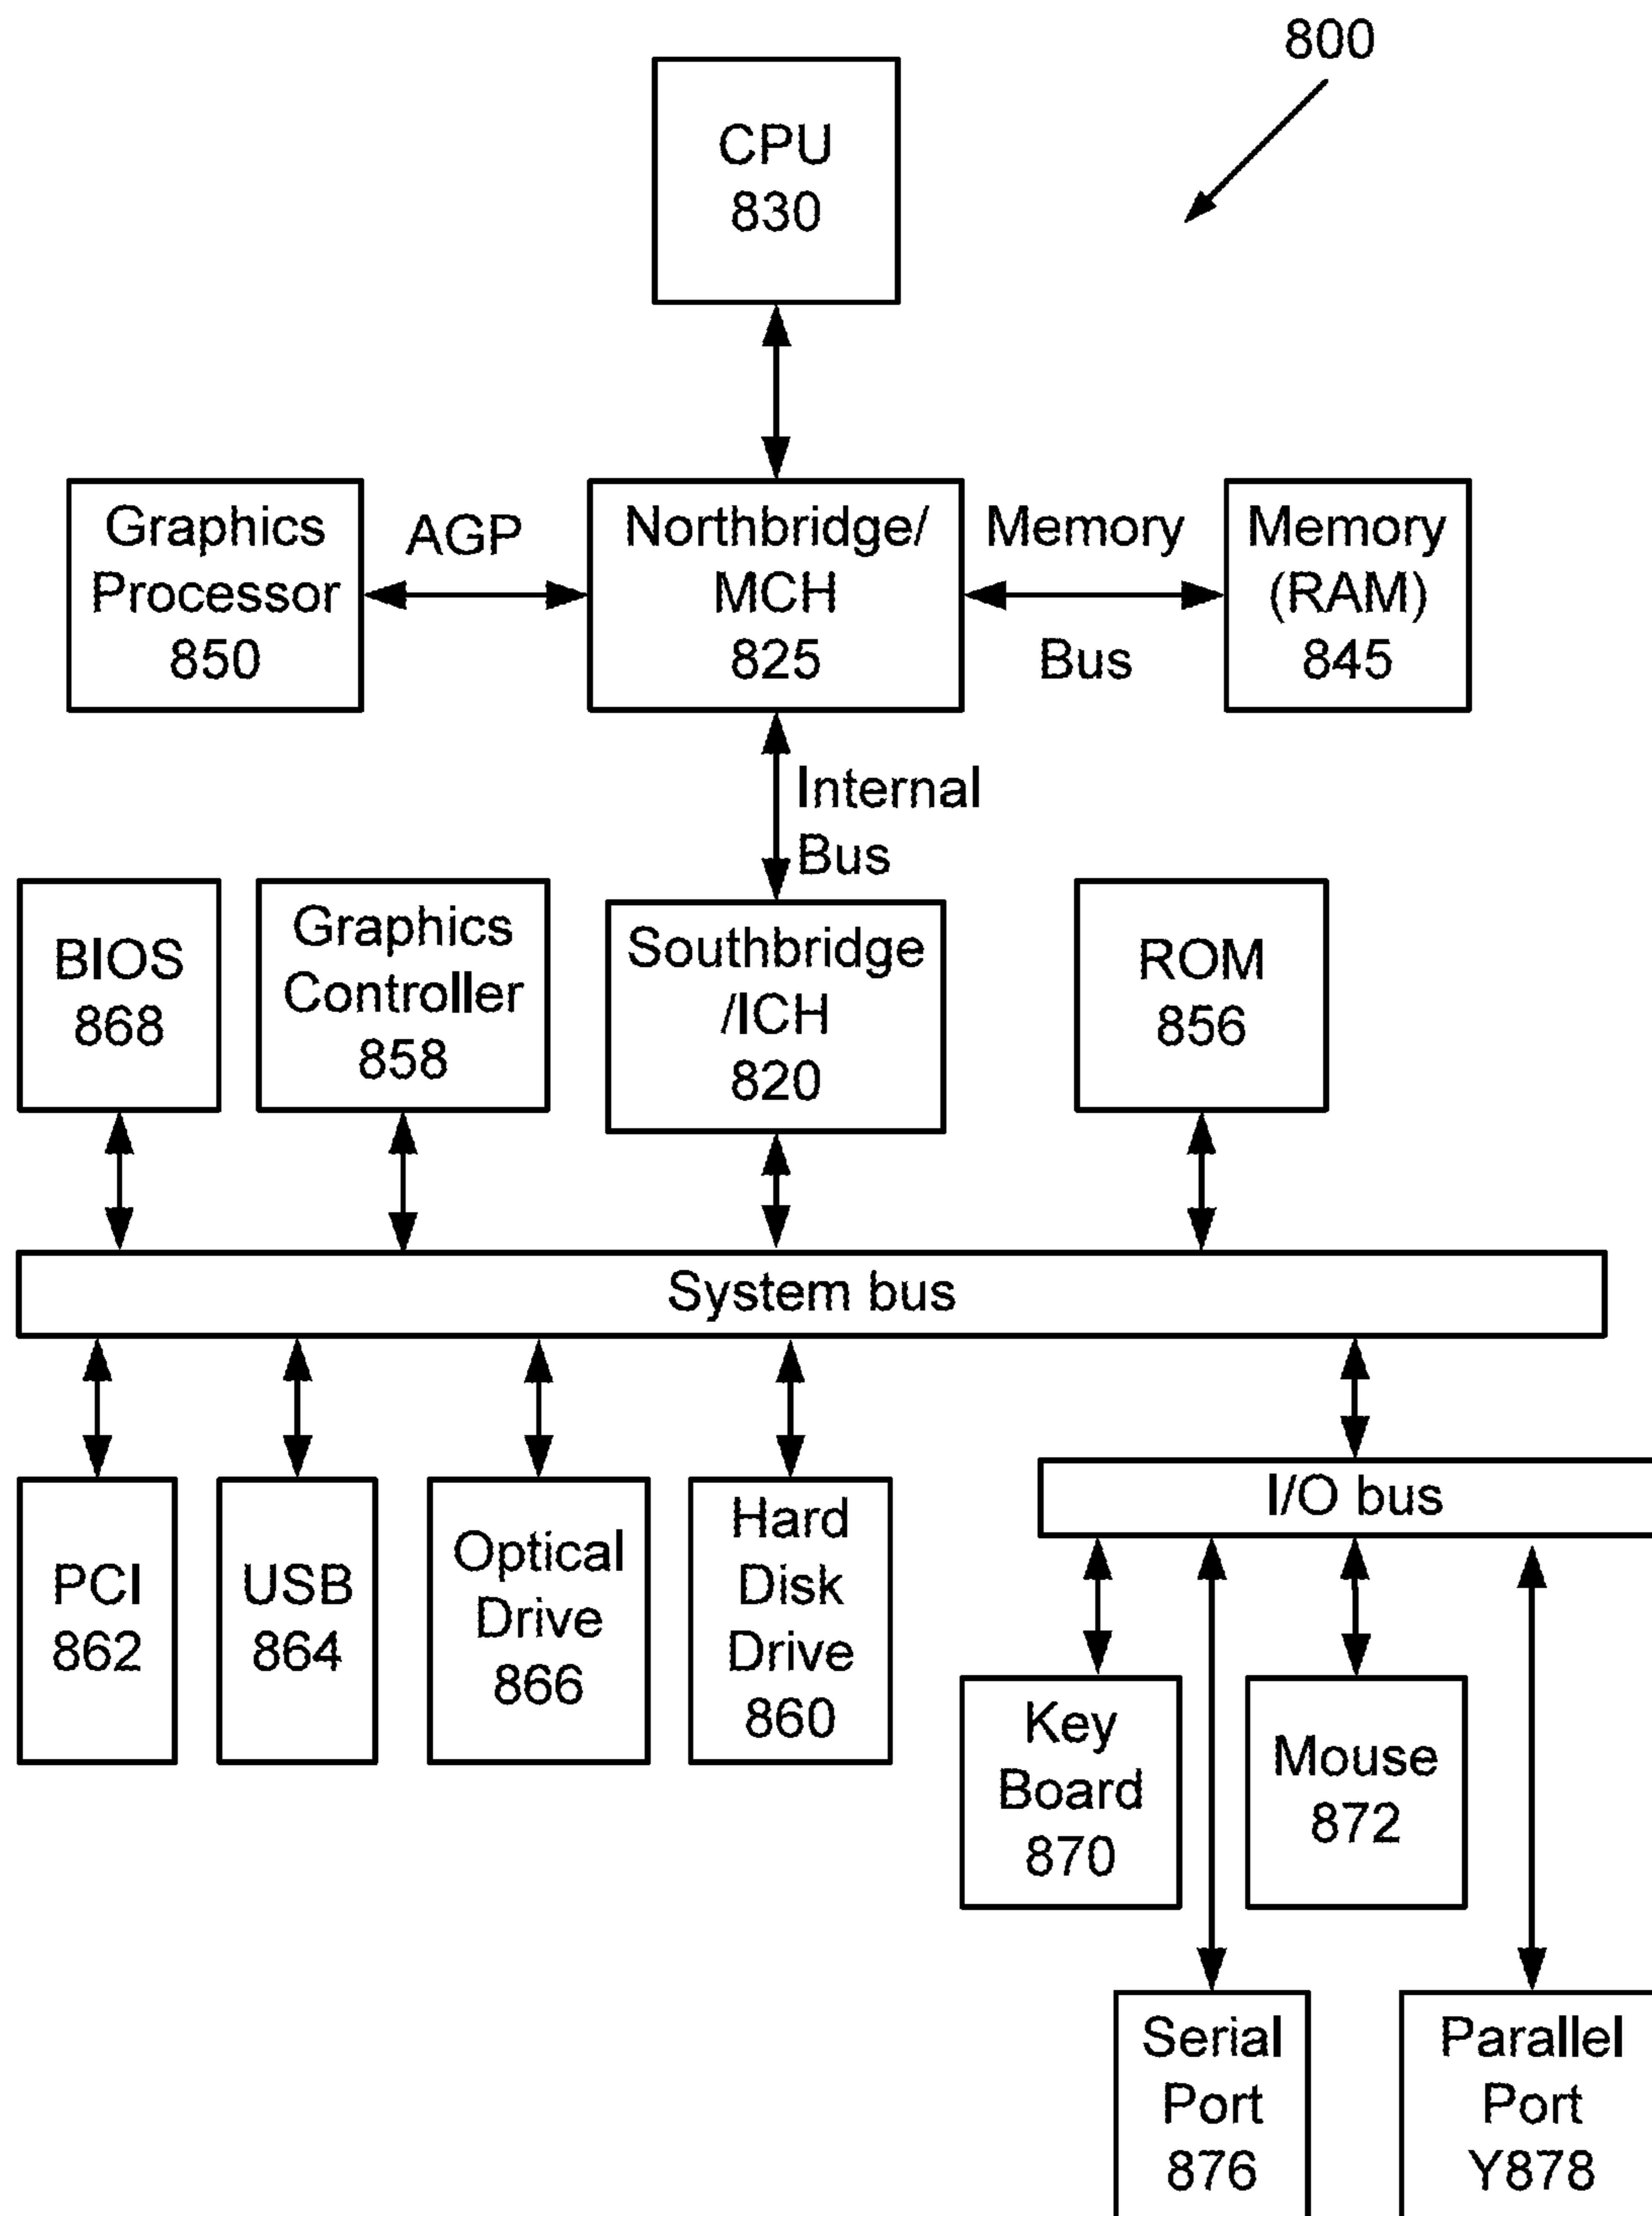 800
CPU
830
Graphics
Processor
850
AGP
Northbridge/
MCH
825
Memory
Bus
Memory
(RAM)
845
Internal
Bus
BIOS
868
Graphics
Controller
858
Southbridge
/ICH
820
ROM
856
System bus
PCI
862
USB
864
Optical
Drive
866
Hard
Disk
Drive
860
I/O bus
Key
Board
870
Mouse
872
Serial
Port
876
Parallel
Port
Y878